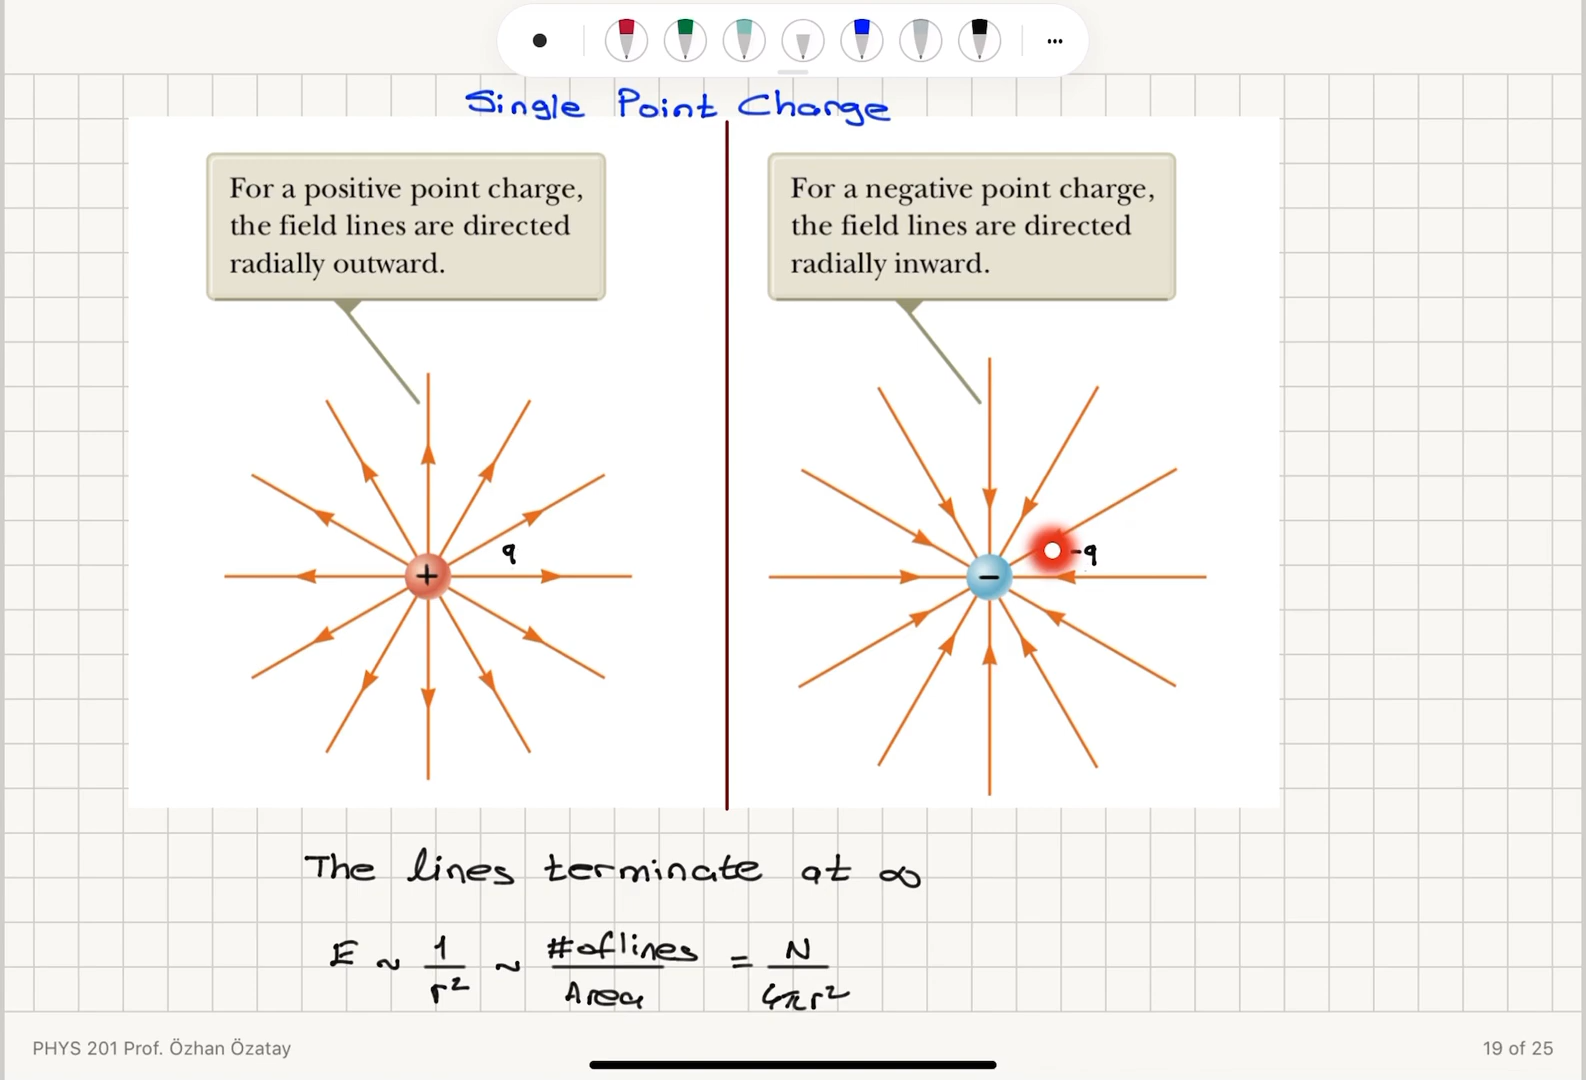 Single Point Charge
For a positive point charge,
the field lines are directed
radially outward.
For a negative point charge,
the field lines are directed
radially inward.
+
q
−
-q
The lines terminate at ∞
E ~ 1/r² ~ #of lines/Area = N/4πr²
PHYS 201 Prof. Özhan Özatay
19 of 25